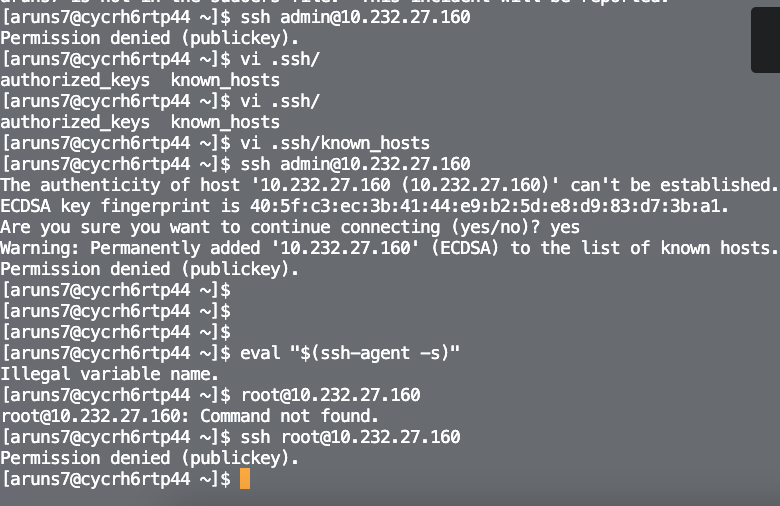 [aruns7@cycrh6rtp44 ~]$ ssh admin@10.232.27.160
Permission denied (publickey).
[aruns7@cycrh6rtp44 ~]$ vi .ssh/
authorized_keys  known_hosts
[aruns7@cycrh6rtp44 ~]$ vi .ssh/
authorized_keys  known_hosts
[aruns7@cycrh6rtp44 ~]$ vi .ssh/known_hosts
[aruns7@cycrh6rtp44 ~]$ ssh admin@10.232.27.160
The authenticity of host '10.232.27.160 (10.232.27.160)' can't be established.
ECDSA key fingerprint is 40:5f:c3:ec:3b:41:44:e9:b2:5d:e8:d9:83:d7:3b:a1.
Are you sure you want to continue connecting (yes/no)? yes
Warning: Permanently added '10.232.27.160' (ECDSA) to the list of known hosts.
Permission denied (publickey).
[aruns7@cycrh6rtp44 ~]$
[aruns7@cycrh6rtp44 ~]$
[aruns7@cycrh6rtp44 ~]$
[aruns7@cycrh6rtp44 ~]$ eval "$(ssh-agent -s)"
Illegal variable name.
[aruns7@cycrh6rtp44 ~]$ root@10.232.27.160
root@10.232.27.160: Command not found.
[aruns7@cycrh6rtp44 ~]$ ssh root@10.232.27.160
Permission denied (publickey).
[aruns7@cycrh6rtp44 ~]$